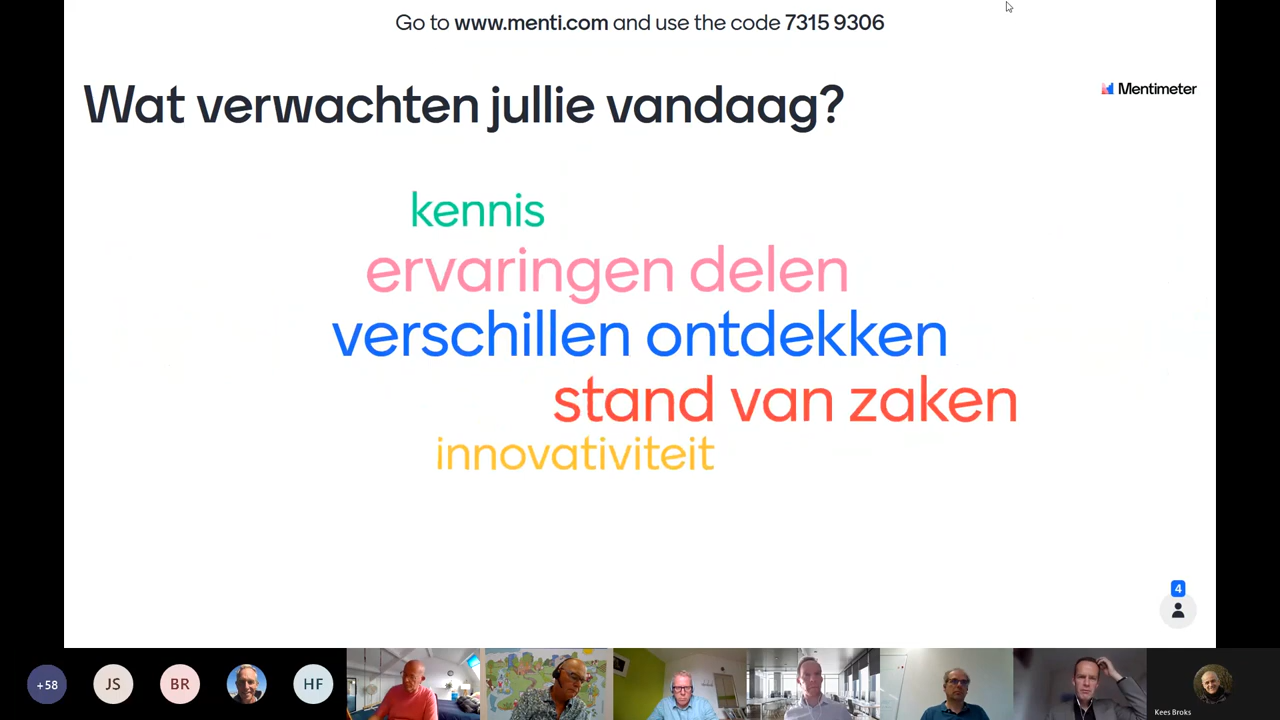 Go to www.menti.com and use the code 7315 9306
Wat verwachten jullie vandaag?
Mentimeter
kennis
ervaringen delen
verschillen ontdekken
stand van zaken
innovativiteit
4
+58
JS
BR
HF
Kees Broks